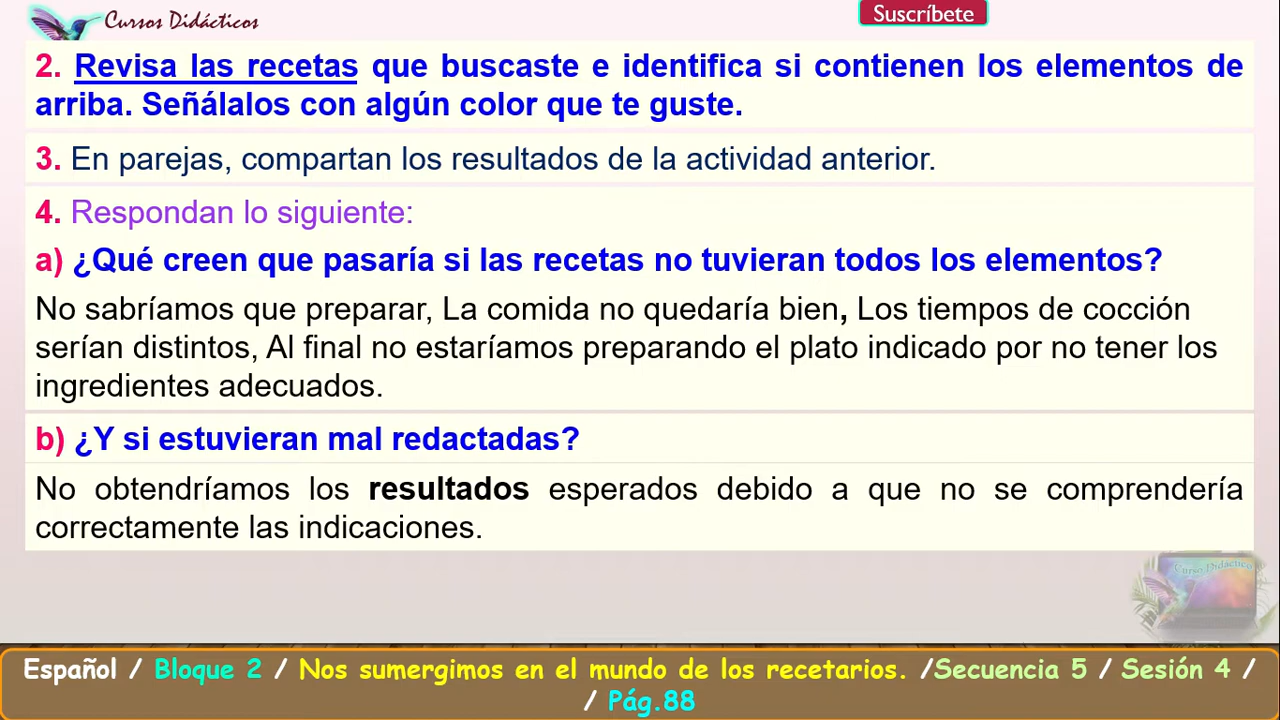 Cursos Didácticos
Suscríbete
2. Revisa las recetas que buscaste e identifica si contienen los elementos de
arriba. Señálalos con algún color que te guste.
3. En parejas, compartan los resultados de la actividad anterior.
4. Respondan lo siguiente:
a) ¿Qué creen que pasaría si las recetas no tuvieran todos los elementos?
No sabríamos que preparar, La comida no quedaría bien, Los tiempos de cocción
serían distintos, Al final no estaríamos preparando el plato indicado por no tener los
ingredientes adecuados.
b) ¿Y si estuvieran mal redactadas?
No obtendríamos los resultados esperados debido a que no se comprendería
correctamente las indicaciones.
Curso Didáctico
Español / Bloque 2 / Nos sumergimos en el mundo de los recetarios. /Secuencia 5 / Sesión 4 /
/ Pág.88